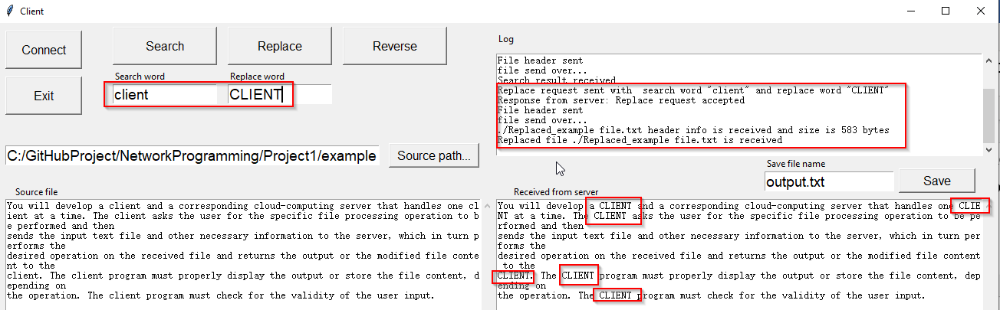 Client
Connect
Search
Replace
Reverse
Log
Search word
Replace word
Exit
client
CLIENT
File header sent
file send over...
Search result received
Replace request sent with  search word "client" and replace word "CLIENT"
Response from server: Replace request accepted
File header sent
file send over...
./Replaced_example file.txt header info is received and size is 583 bytes
Replaced file ./Replaced_example file.txt is received
C:/GitHubProject/NetworkProgramming/Project1/example
Source path...
Save file name
output.txt
Save
Source file
You will develop a client and a corresponding cloud-computing server that handles one cl
ient at a time. The client asks the user for the specific file processing operation to b
e performed and then
sends the input text file and other necessary information to the server, which in turn p
erforms the
desired operation on the received file and returns the output or the modified file conte
nt to the
client. The client program must properly display the output or store the file content, d
epending on
the operation. The client program must check for the validity of the user input.
Received from server
You will develop a CLIENT and a corresponding cloud-computing server that handles one CLIE
NT at a time. The CLIENT asks the user for the specific file processing operation to be pe
rformed and then
sends the input text file and other necessary information to the server, which in turn per
forms the
desired operation on the received file and returns the output or the modified file content
 to the
CLIENT. The CLIENT program must properly display the output or store the file content, dep
ending on
the operation. The CLIENT program must check for the validity of the user input.